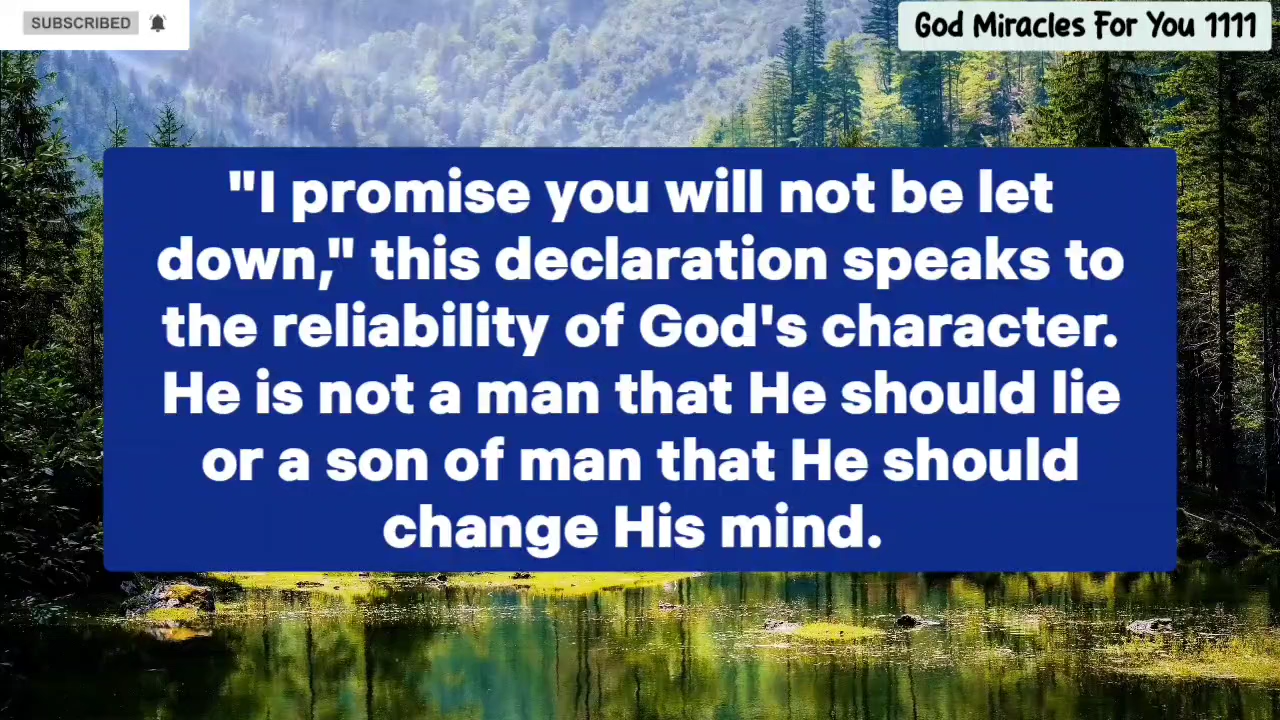 SUBSCRIBED
God Miracles For You 1111
"I promise you will not be let
down," this declaration speaks to
the reliability of God's character.
He is not a man that He should lie
or a son of man that He should
change His mind.